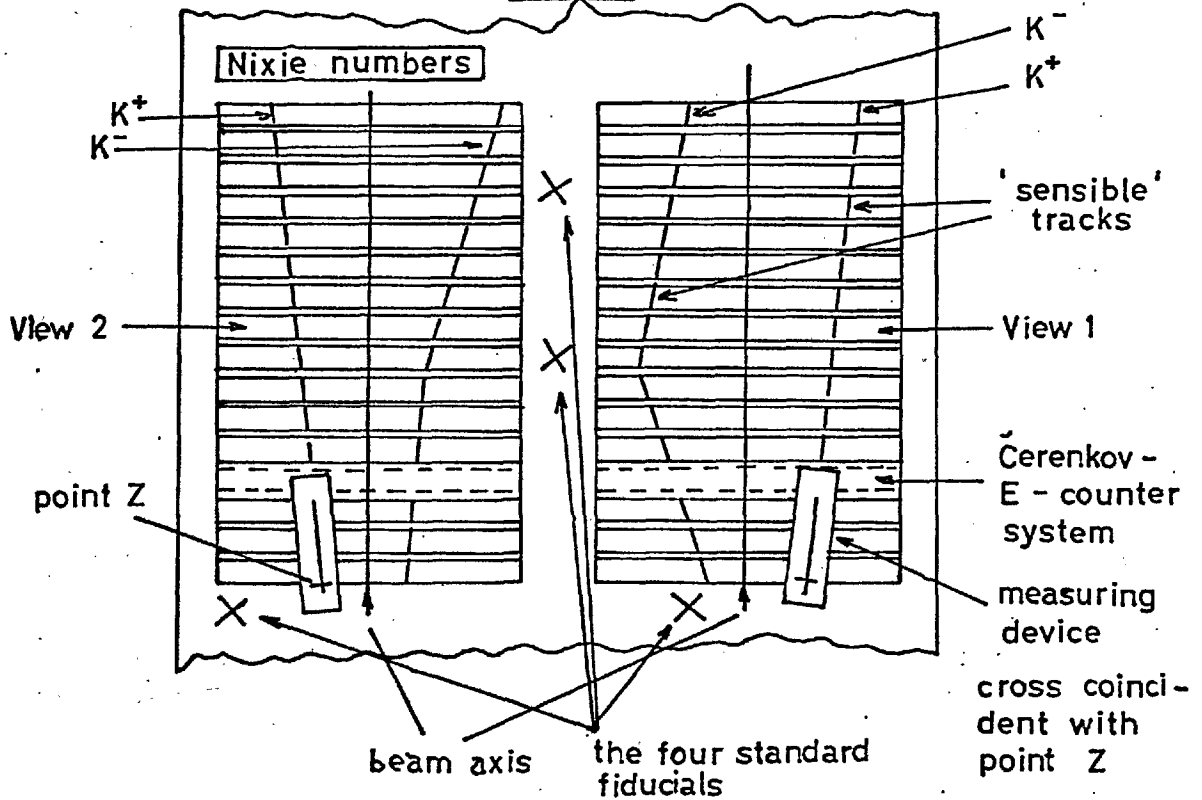 Nixie numbers
K⁺
K⁻
View 2
point Z
K⁻
K⁺
'sensible'
tracks
View 1
Čerenkov-
E-counter
system
measuring
device
cross coinci-
dent with
point Z
beam axis
the four standard
fiducials